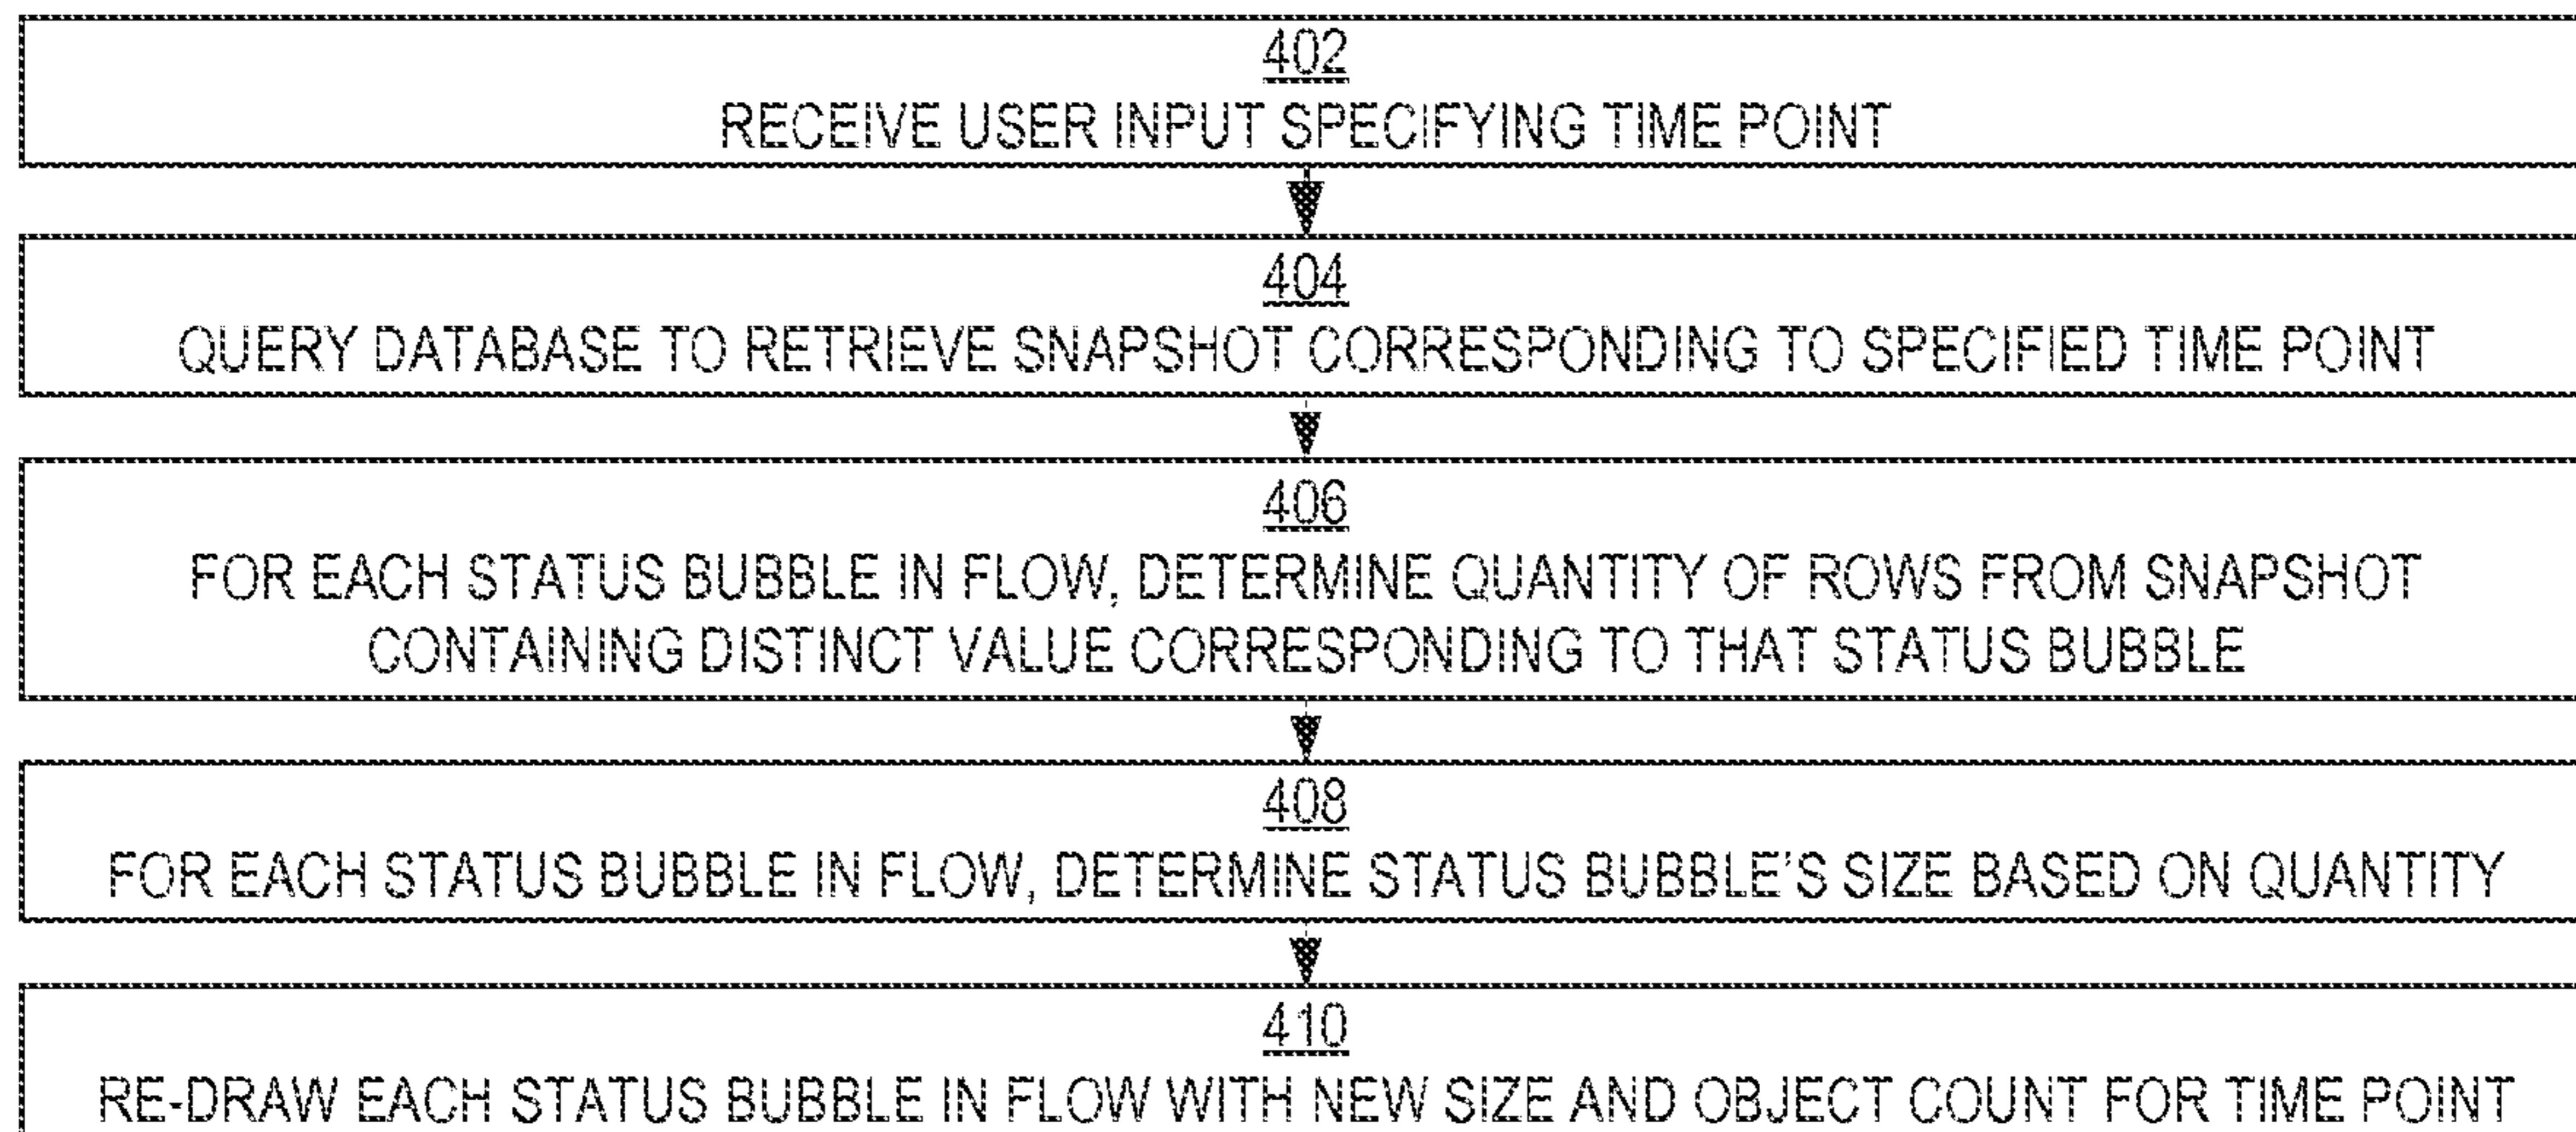 402
RECEIVE USER INPUT SPECIFYING TIME POINT
404
QUERY DATABASE TO RETRIEVE SNAPSHOT CORRESPONDING TO SPECIFIED TIME POINT
406
FOR EACH STATUS BUBBLE IN FLOW, DETERMINE QUANTITY OF ROWS FROM SNAPSHOT
CONTAINING DISTINCT VALUE CORRESPONDING TO THAT STATUS BUBBLE
408
FOR EACH STATUS BUBBLE IN FLOW, DETERMINE STATUS BUBBLE'S SIZE BASED ON QUANTITY
410
RE-DRAW EACH STATUS BUBBLE IN FLOW WITH NEW SIZE AND OBJECT COUNT FOR TIME POINT